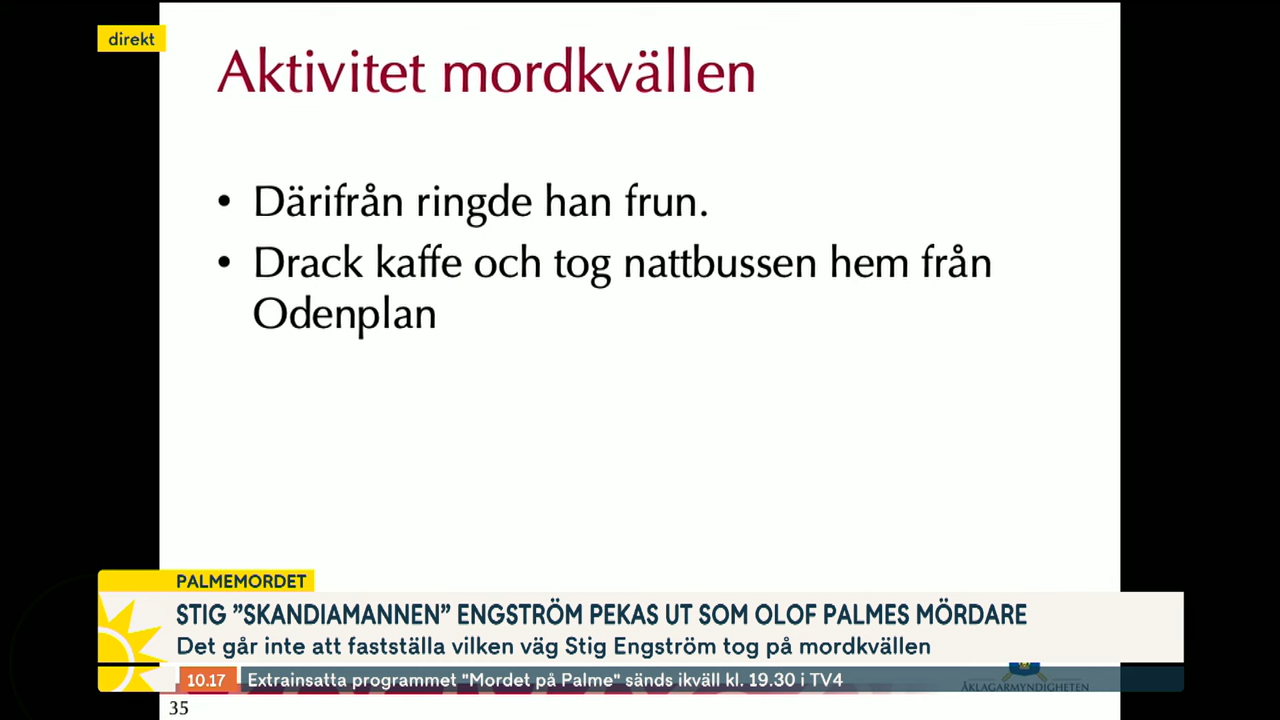 direkt
Aktivitet mordkvällen
• Därifrån ringde han frun.
• Drack kaffe och tog nattbussen hem från
Odenplan
PALMEMORDET
STIG ”SKANDIAMANNEN” ENGSTRÖM PEKAS UT SOM OLOF PALMES MÖRDARE
Det går inte att fastställa vilken väg Stig Engström tog på mordkvällen
10.17 Extrainsatta programmet "Mordet på Palme" sänds ikväll kl. 19.30 i TV4
ÅKLAGARMYNDIGHETEN
35